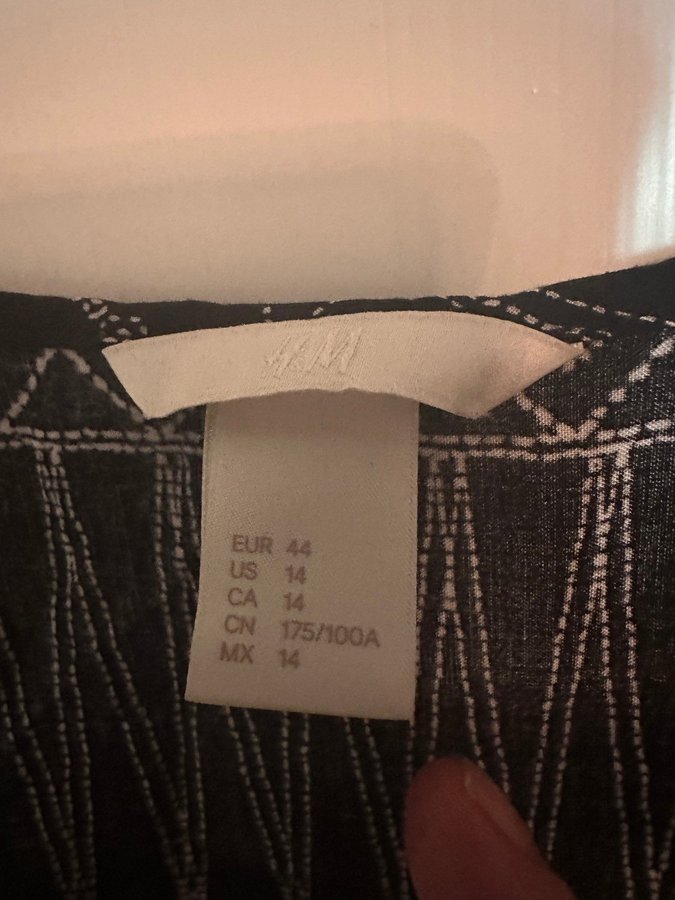 H&M
EUR 44
US 14
CA 14
CN 175/100A
MX 14